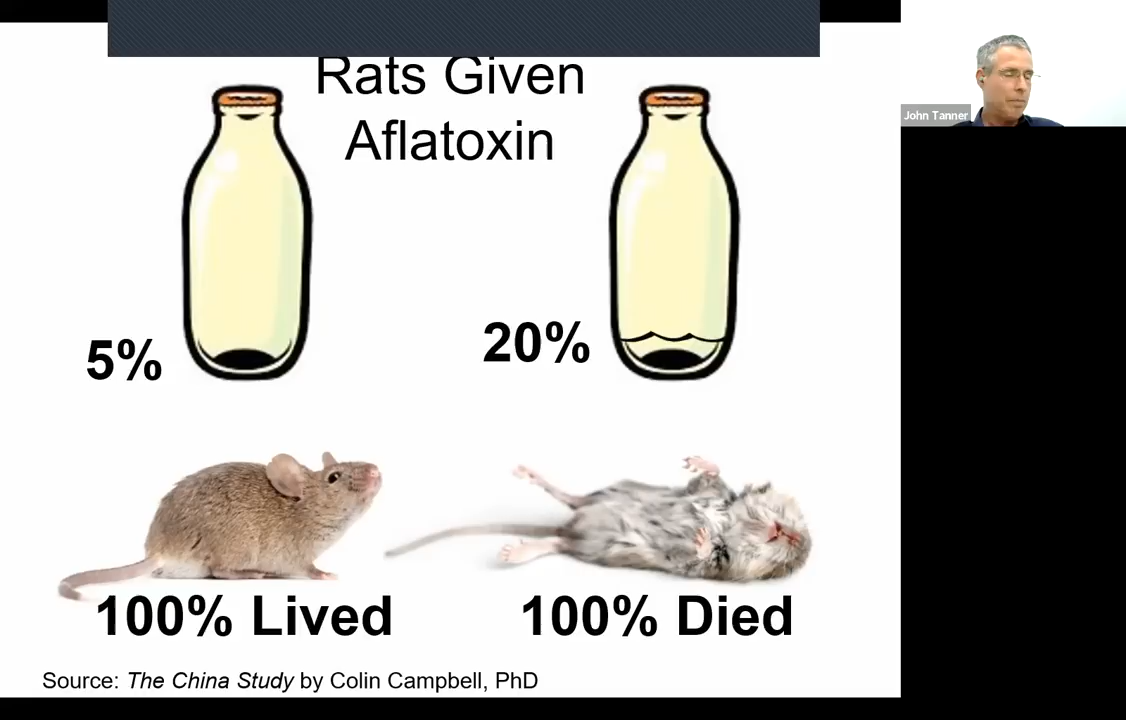 Rats Given
Aflatoxin
5%
20%
100% Lived
100% Died
Source: The China Study by Colin Campbell, PhD
John Tanner